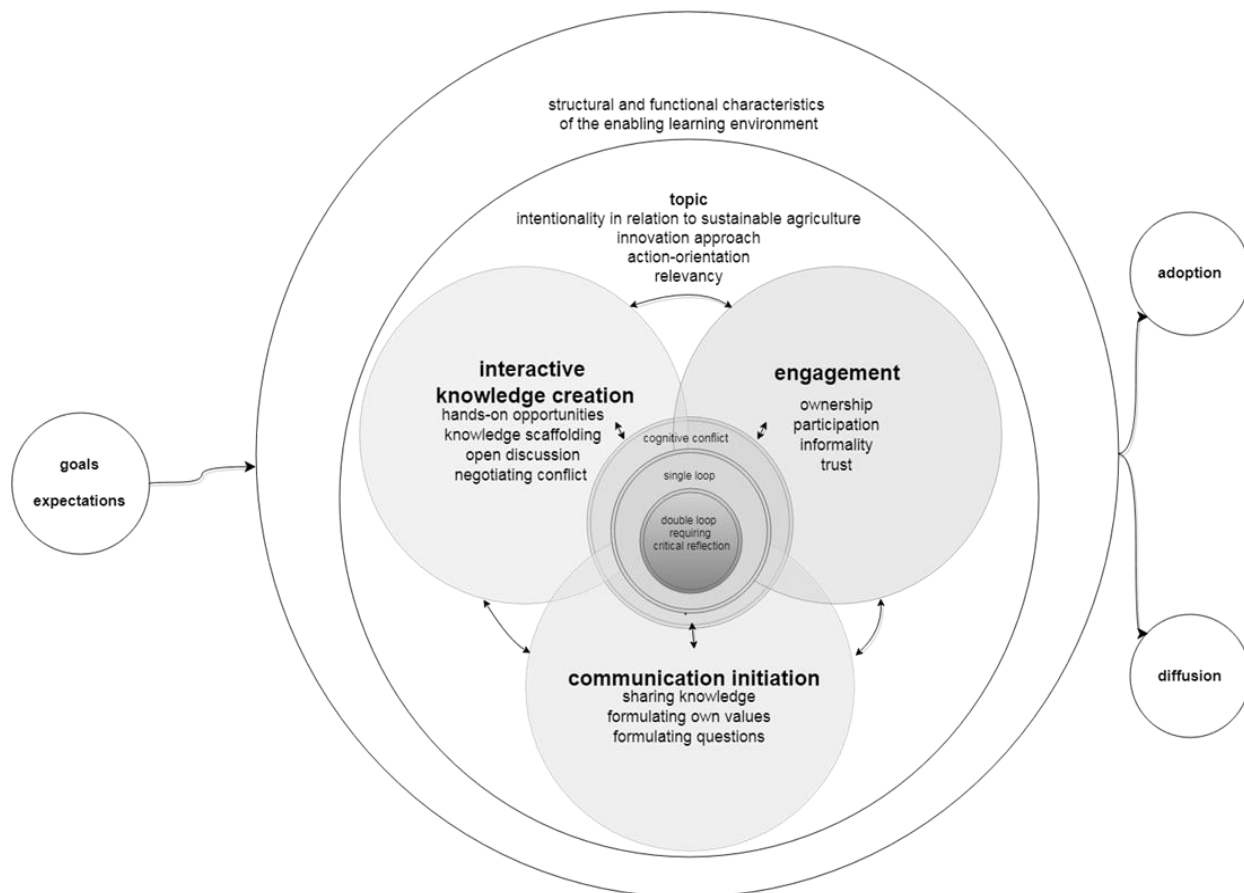 structural and functional characteristics
of the enabling learning environment
topic
intentionality in relation to sustainable agriculture
innovation approach
action-orientation
relevancy
goals
expectations
interactive
knowledge creation
hands-on opportunities
knowledge scaffolding
open discussion
negotiating conflict
engagement
ownership
participation
informality
trust
cognitive conflict
single loop
double loop
requiring
critical reflection
communication initiation
sharing knowledge
formulating own values
formulating questions
adoption
diffusion